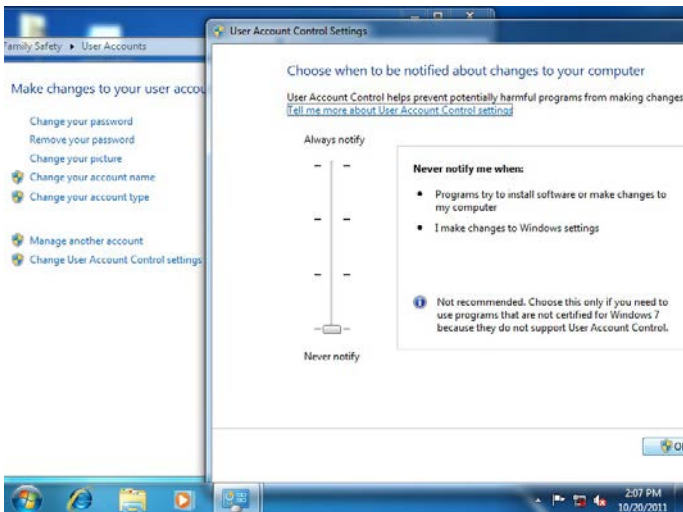 User Account Control Settings
Family Safety ▸ User Accounts
Make changes to your user accou
Change your password
Remove your password
Change your picture
Change your account name
Change your account type
Manage another account
Change User Account Control settings
Choose when to be notified about changes to your computer
User Account Control helps prevent potentially harmful programs from making changes
Tell me more about User Account Control settings
Always notify
Never notify
Never notify me when:
• Programs try to install software or make changes to
my computer
• I make changes to Windows settings
Not recommended. Choose this only if you need to
use programs that are not certified for Windows 7
because they do not support User Account Control.
2:07 PM
10/20/2011